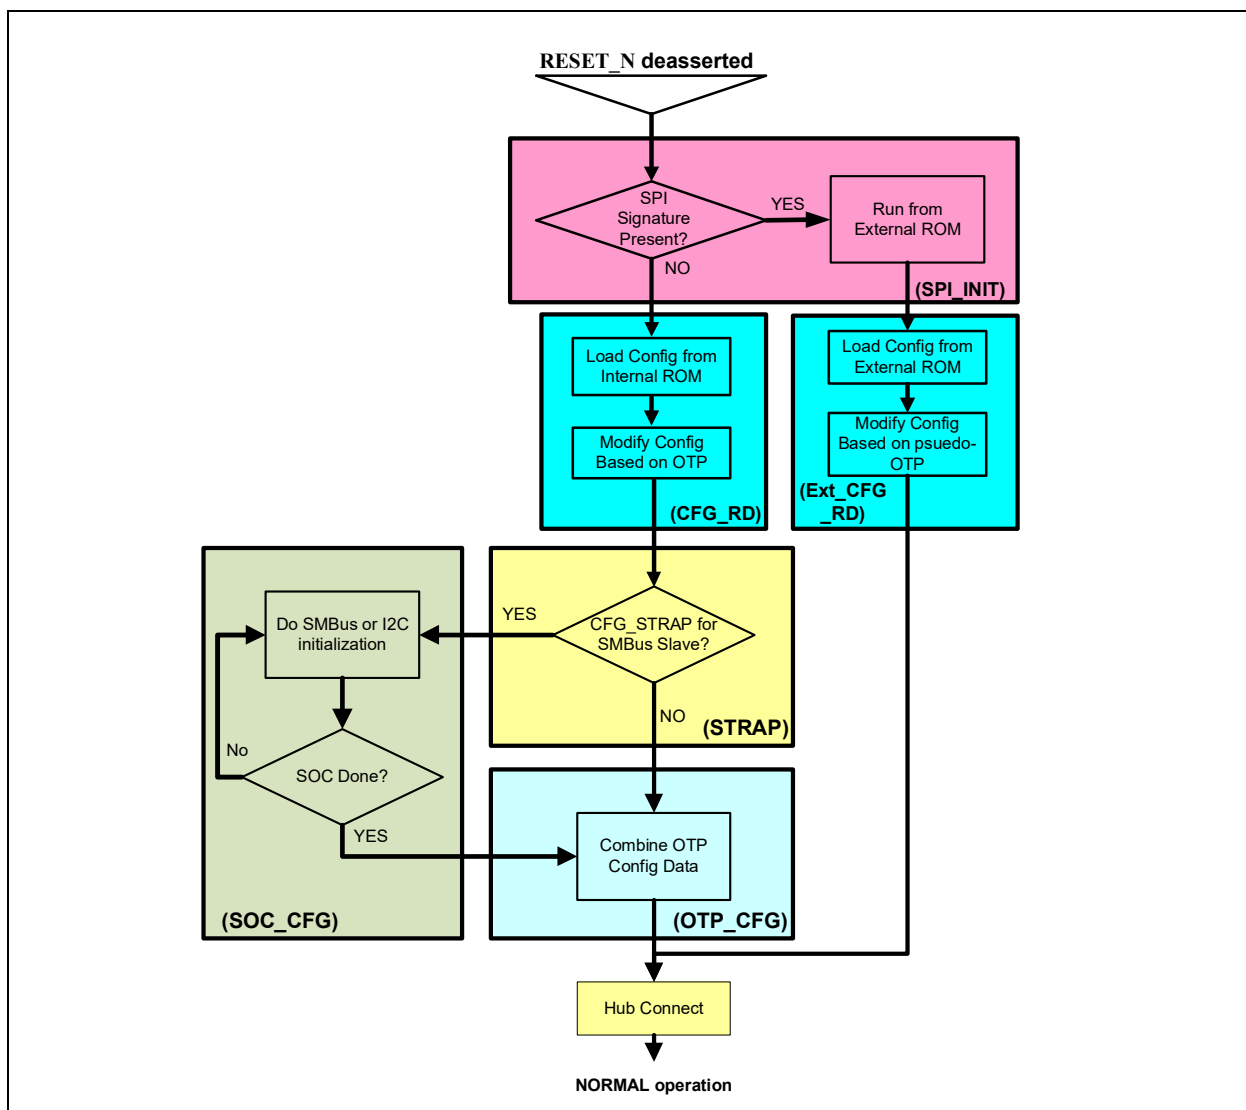 RESET_N deasserted
SPI
Signature
Present?
YES
Run from
External ROM
NO
(SPI_INIT)
Load Config from
Internal ROM
Load Config from
External ROM
Modify Config
Based on OTP
Modify Config
Based on psuedo-
OTP
(CFG_RD)
(Ext_CFG
_RD)
Do SMBus or I2C
initialization
YES
CFG_STRAP for
SMBus Slave?
NO
(STRAP)
No
SOC Done?
YES
Combine OTP
Config Data
(SOC_CFG)
(OTP_CFG)
Hub Connect
NORMAL operation